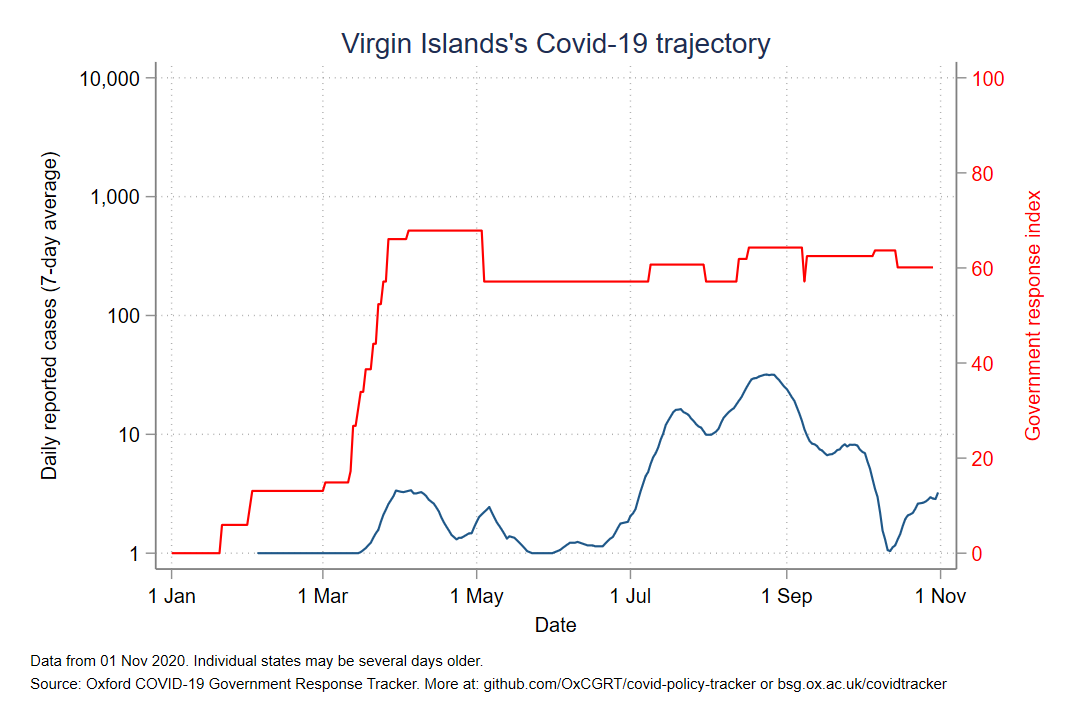 Virgin Islands's Covid-19 trajectory
10,000
1,000
100
10
1
Daily reported cases (7-day average)
100
80
60
40
20
0
Government response index
1 Jan
1 Mar
1 May
1 Jul
1 Sep
1 Nov
Date
Data from 01 Nov 2020. Individual states may be several days older.
Source: Oxford COVID-19 Government Response Tracker. More at: github.com/OxCGRT/covid-policy-tracker or bsg.ox.ac.uk/covidtracker